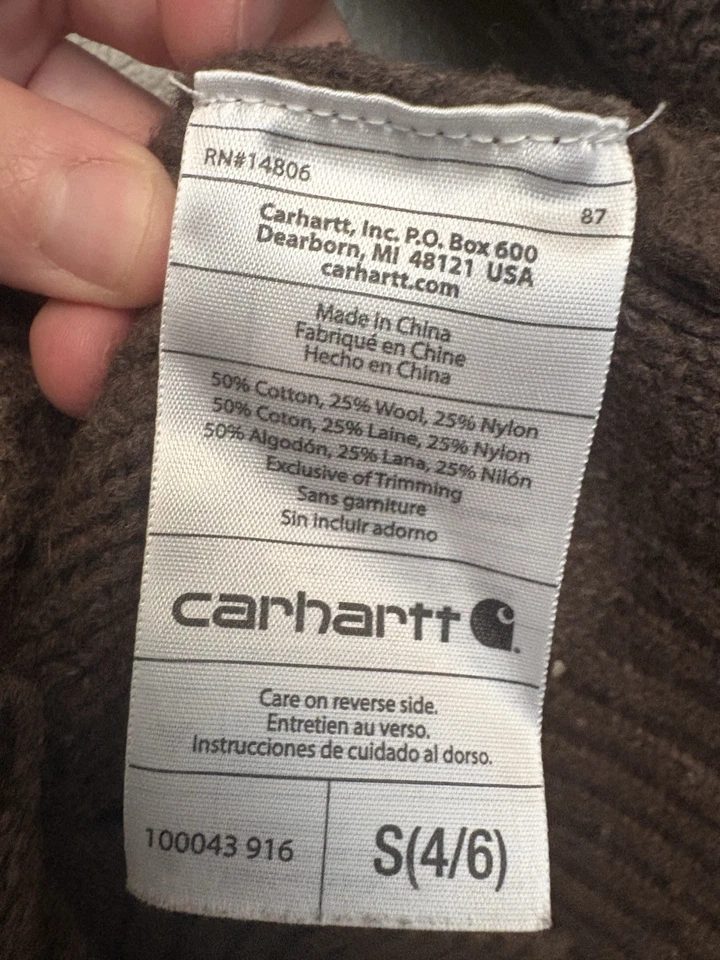 RN#14806
87
Carhartt, Inc. P.O. Box 600
Dearborn, MI 48121 USA
carhartt.com
Made in China
Fabriqué en Chine
Hecho en China
50% Cotton, 25% Wool, 25% Nylon
50% Coton, 25% Laine, 25% Nylon
50% Algodón, 25% Lana, 25% Nilón
Exclusive of Trimming
Sans garniture
Sin incluir adorno
carhartt
Care on reverse side.
Entretien au verso.
Instrucciones de cuidado al dorso.
100043 916
S(4/6)